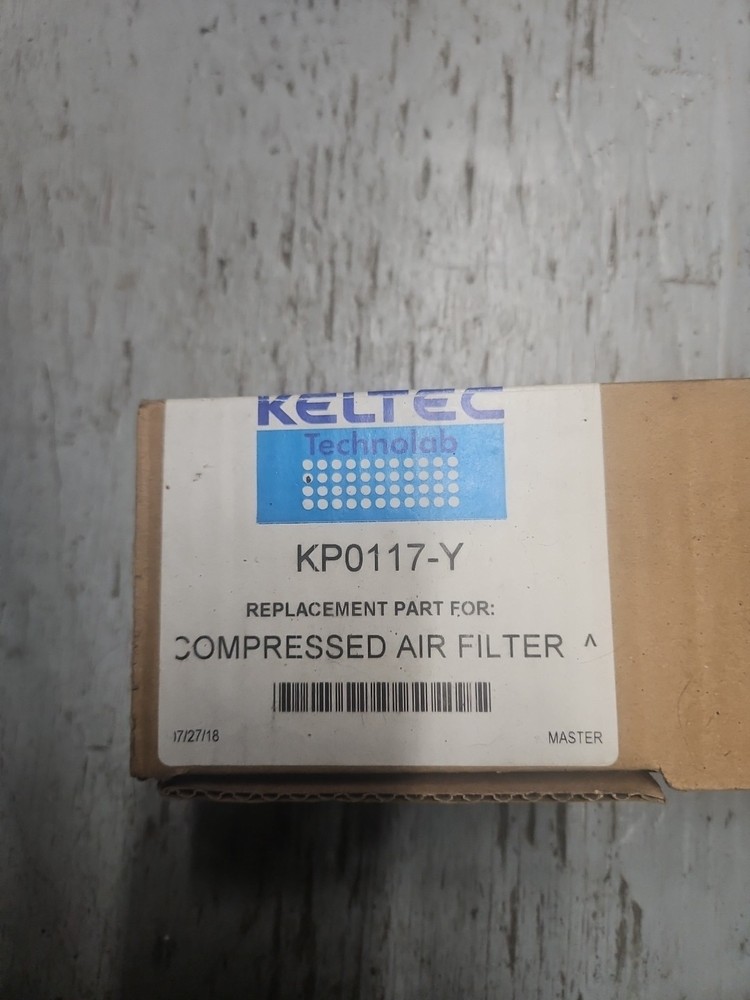 KELTEC
Technolab
KP0117-Y
REPLACEMENT PART FOR:
COMPRESSED AIR FILTER ^
7/27/18
MASTER